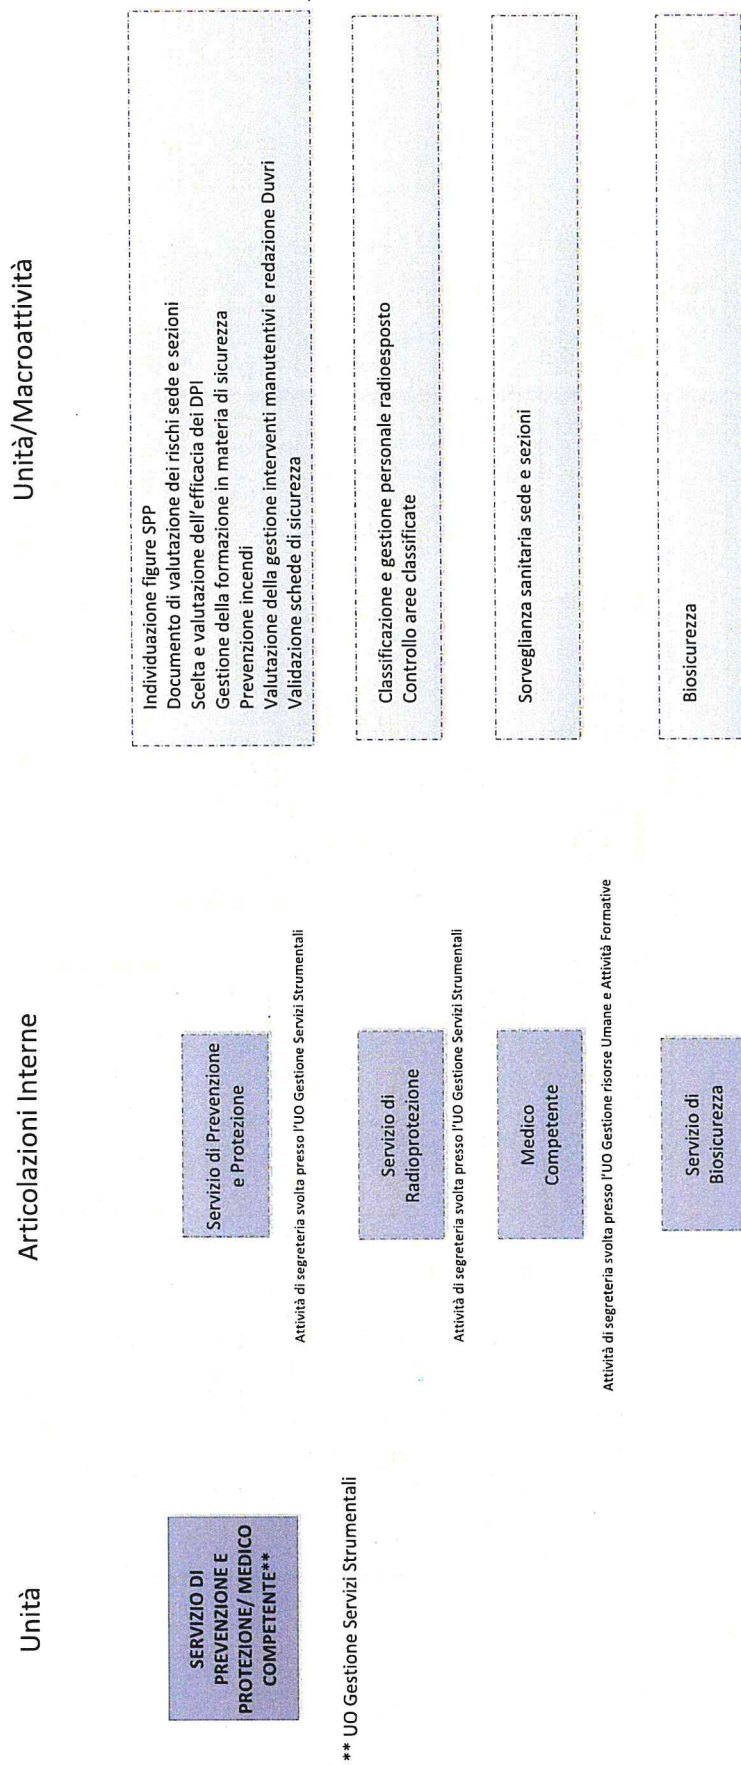 Unità
Articolazioni Interne
Unità/Macroattività
SERVIZIO DI
PREVENZIONE E
PROTEZIONE/ MEDICO
COMPETENTE**
** UO Gestione Servizi Strumentali
Servizio di Prevenzione
e Protezione
Attività di segreteria svolta presso l'UO Gestione Servizi Strumentali
Individuazione figure SPP
Documento di valutazione dei rischi sede e sezioni
Scelta e valutazione dell'efficacia dei DPI
Gestione della formazione in materia di sicurezza
Prevenzione incendi
Valutazione della gestione interventi manutentivi e redazione Duvri
Validazione schede di sicurezza
Servizio di
Radioprotezione
Attività di segreteria svolta presso l'UO Gestione Servizi Strumentali
Classificazione e gestione personale radioesposto
Controllo aree classificate
Medico
Competente
Attività di segreteria svolta presso l'UO Gestione risorse Umane e Attività Formative
Sorveglianza sanitaria sede e sezioni
Servizio di
Biosicurezza
Biosicurezza